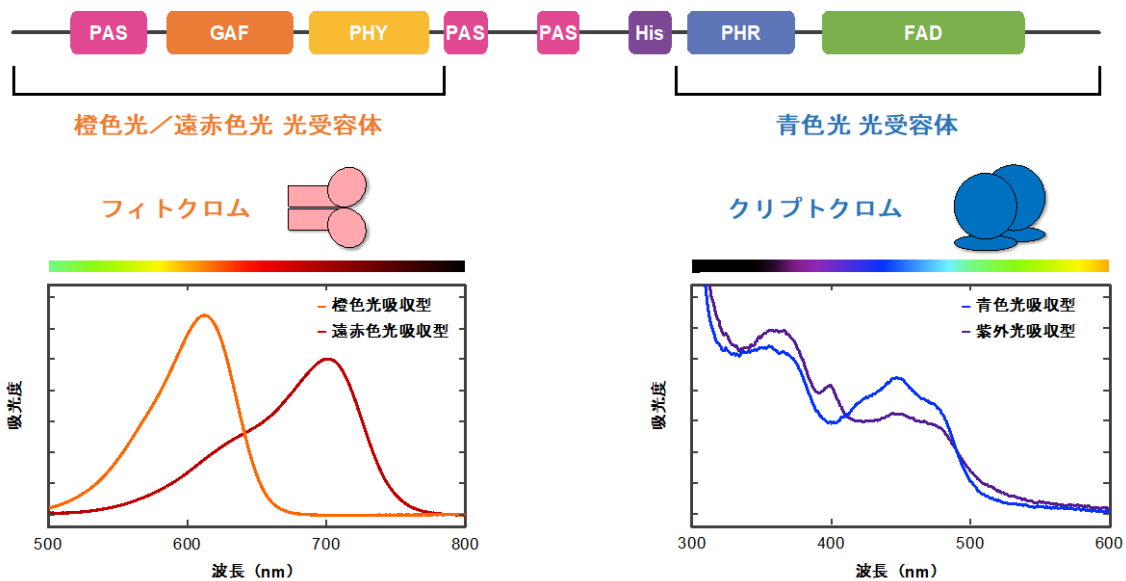 PAS GAF PHY PAS PAS His PHR FAD
橙色光／遠赤色光 光受容体
青色光 光受容体
フィトクロム
クリプトクロム
橙色光吸収型
遠赤色光吸収型
吸光度
500 600 700 800
波長（nm）
青色光吸収型
紫外光吸収型
吸光度
300 400 500 600
波長（nm）